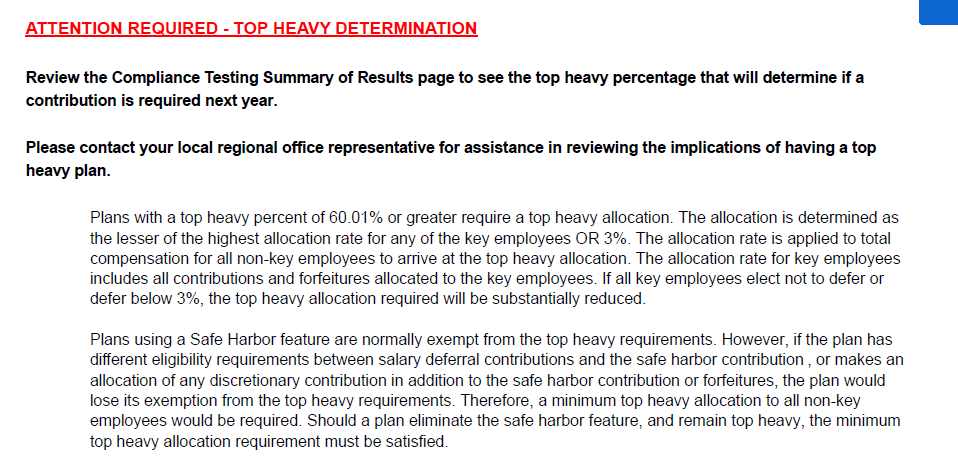 ATTENTION REQUIRED - TOP HEAVY DETERMINATION
Review the Compliance Testing Summary of Results page to see the top heavy percentage that will determine if a
contribution is required next year.
Please contact your local regional office representative for assistance in reviewing the implications of having a top
heavy plan.
Plans with a top heavy percent of 60.01% or greater require a top heavy allocation. The allocation is determined as
the lesser of the highest allocation rate for any of the key employees OR 3%. The allocation rate is applied to total
compensation for all non-key employees to arrive at the top heavy allocation. The allocation rate for key employees
includes all contributions and forfeitures allocated to the key employees. If all key employees elect not to defer or
defer below 3%, the top heavy allocation required will be substantially reduced.
Plans using a Safe Harbor feature are normally exempt from the top heavy requirements. However, if the plan has
different eligibility requirements between salary deferral contributions and the safe harbor contribution , or makes an
allocation of any discretionary contribution in addition to the safe harbor contribution or forfeitures, the plan would
lose its exemption from the top heavy requirements. Therefore, a minimum top heavy allocation to all non-key
employees would be required. Should a plan eliminate the safe harbor feature, and remain top heavy, the minimum
top heavy allocation requirement must be satisfied.